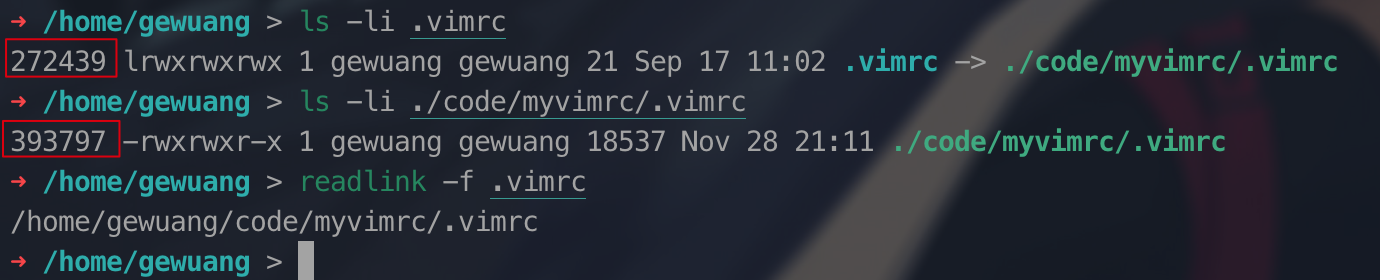 → /home/gewuang > ls -li .vimrc
272439 lrwxrwxrwx 1 gewuang gewuang 21 Sep 17 11:02 .vimrc -> ./code/myvimrc/.vimrc
→ /home/gewuang > ls -li ./code/myvimrc/.vimrc
393797 -rwxrwxr-x 1 gewuang gewuang 18537 Nov 28 21:11 ./code/myvimrc/.vimrc
→ /home/gewuang > readlink -f .vimrc
/home/gewuang/code/myvimrc/.vimrc
→ /home/gewuang >